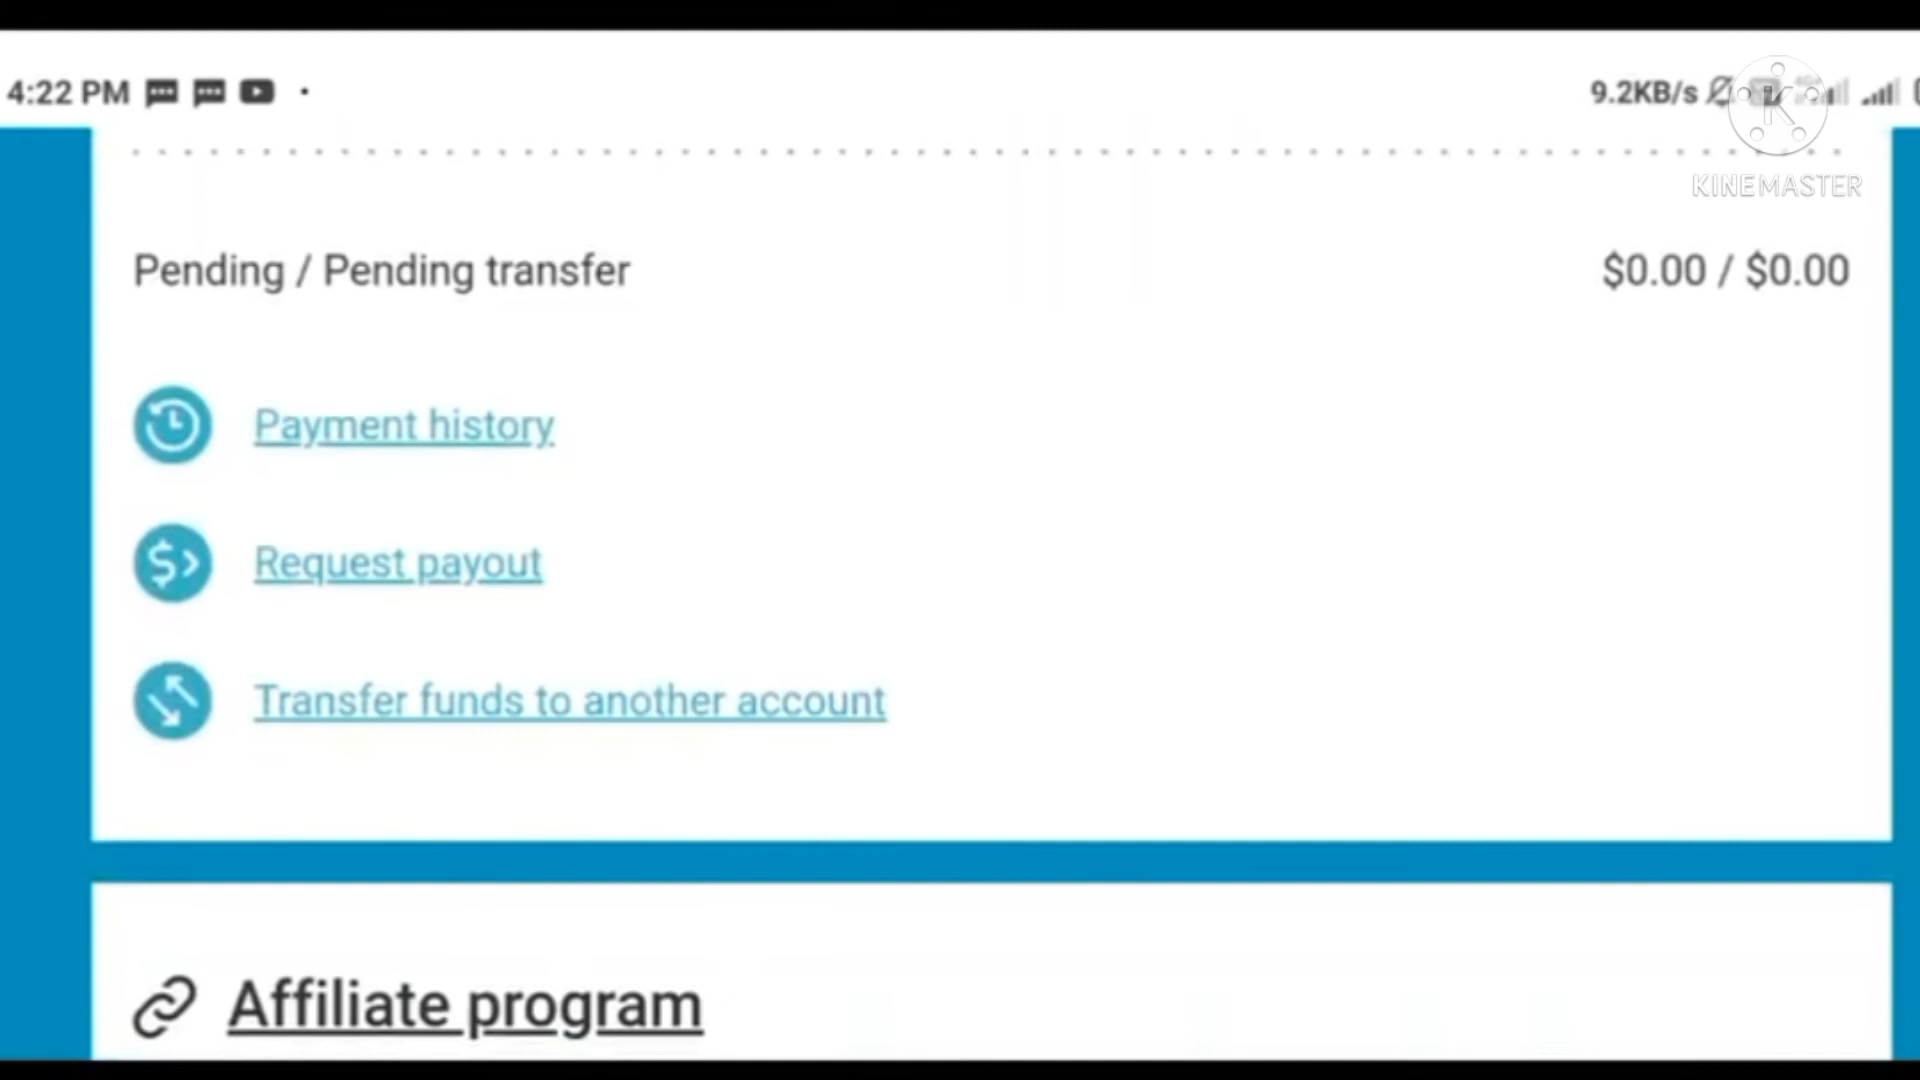 4:22 PM
9.2KB/s
KINEMASTER
Pending / Pending transfer
$0.00 / $0.00
Payment history
Request payout
Transfer funds to another account
Affiliate program